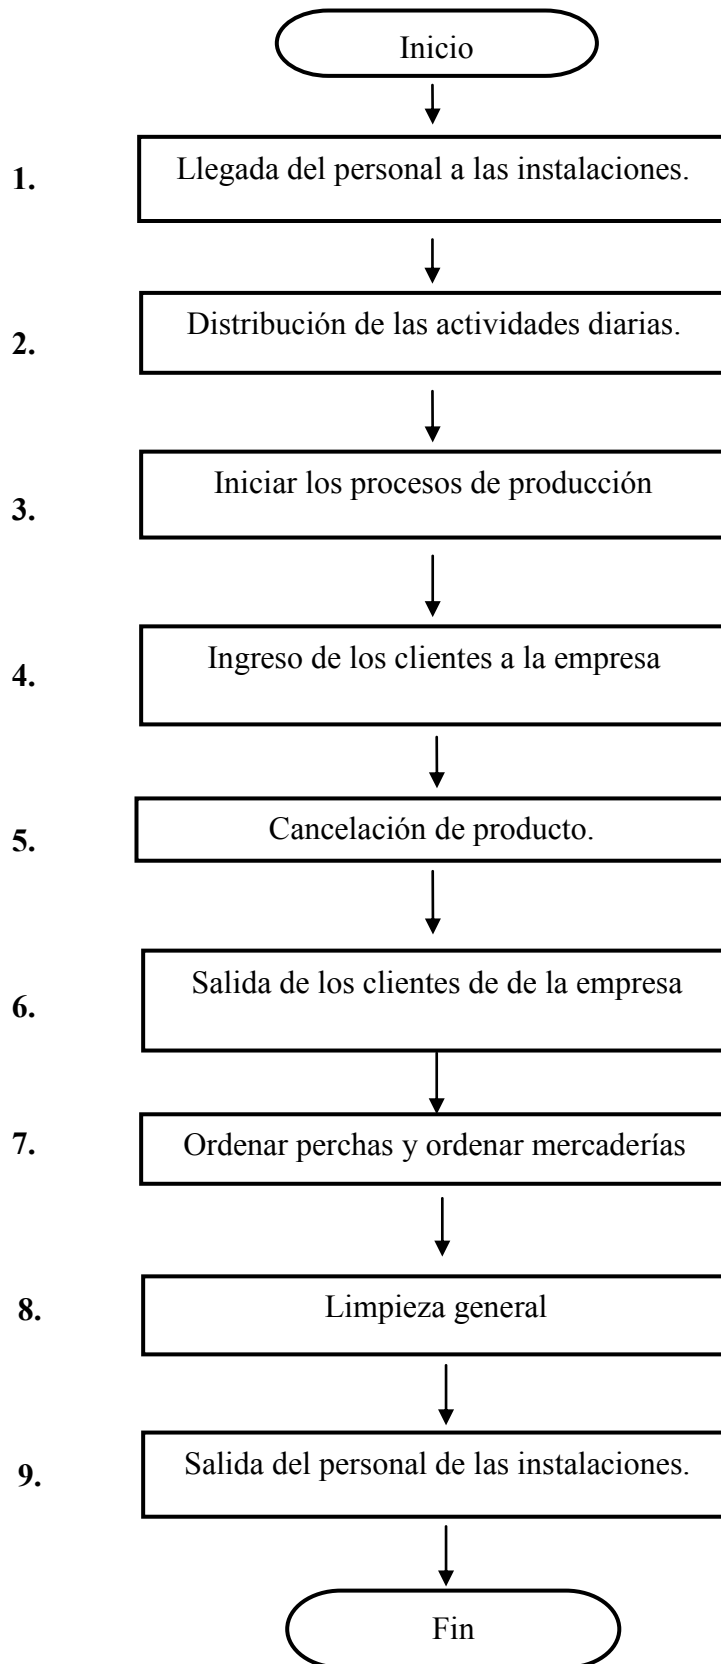 Inicio
1. Llegada del personal a las instalaciones.
2. Distribución de las actividades diarias.
3. Iniciar los procesos de producción
4. Ingreso de los clientes a la empresa
5. Cancelación de producto.
6. Salida de los clientes de de la empresa
7. Ordenar perchas y ordenar mercaderías
8. Limpieza general
9. Salida del personal de las instalaciones.
Fin